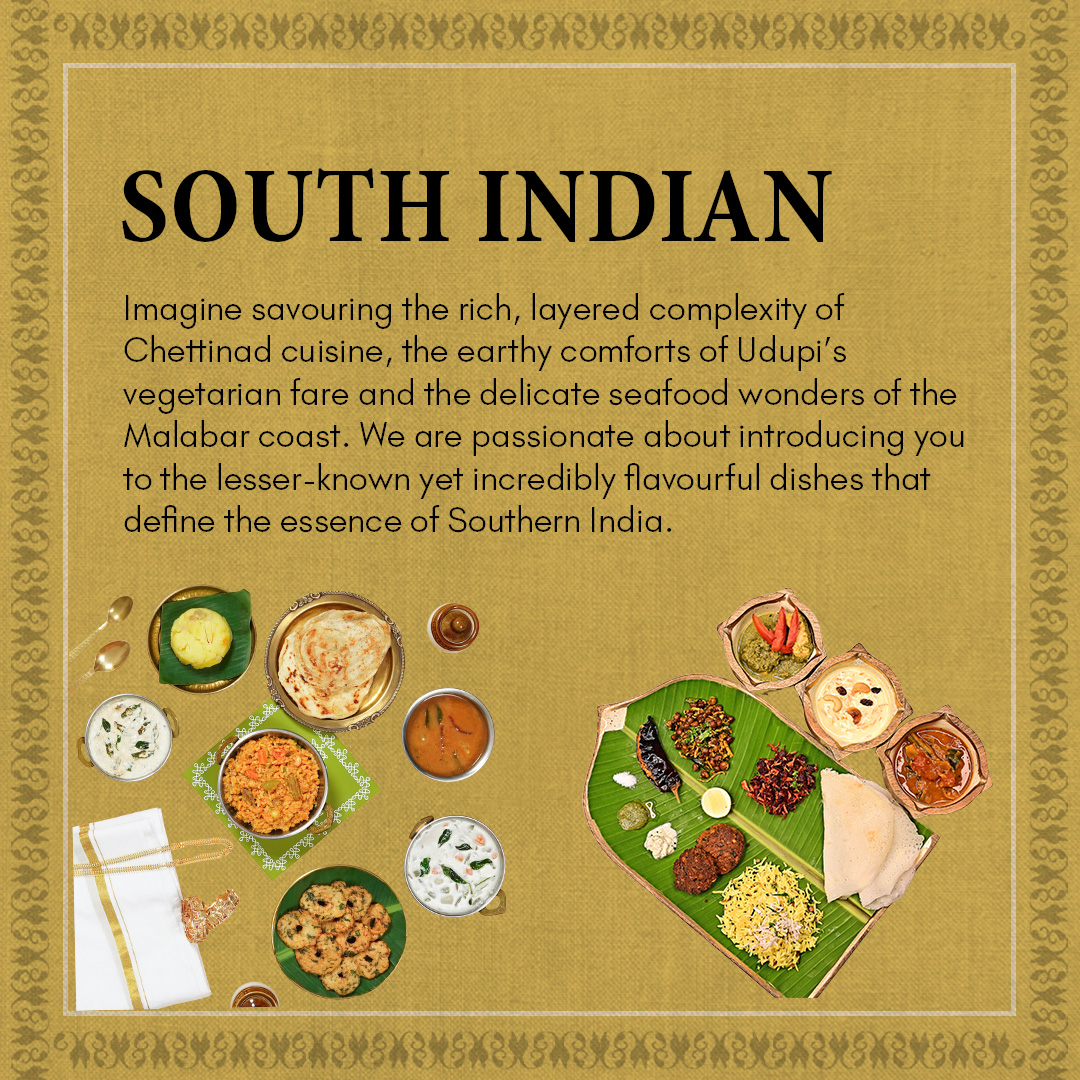 SOUTH INDIAN
Imagine savouring the rich, layered complexity of
Chettinad cuisine, the earthy comforts of Udupi’s
vegetarian fare and the delicate seafood wonders of the
Malabar coast. We are passionate about introducing you
to the lesser-known yet incredibly flavourful dishes that
define the essence of Southern India.